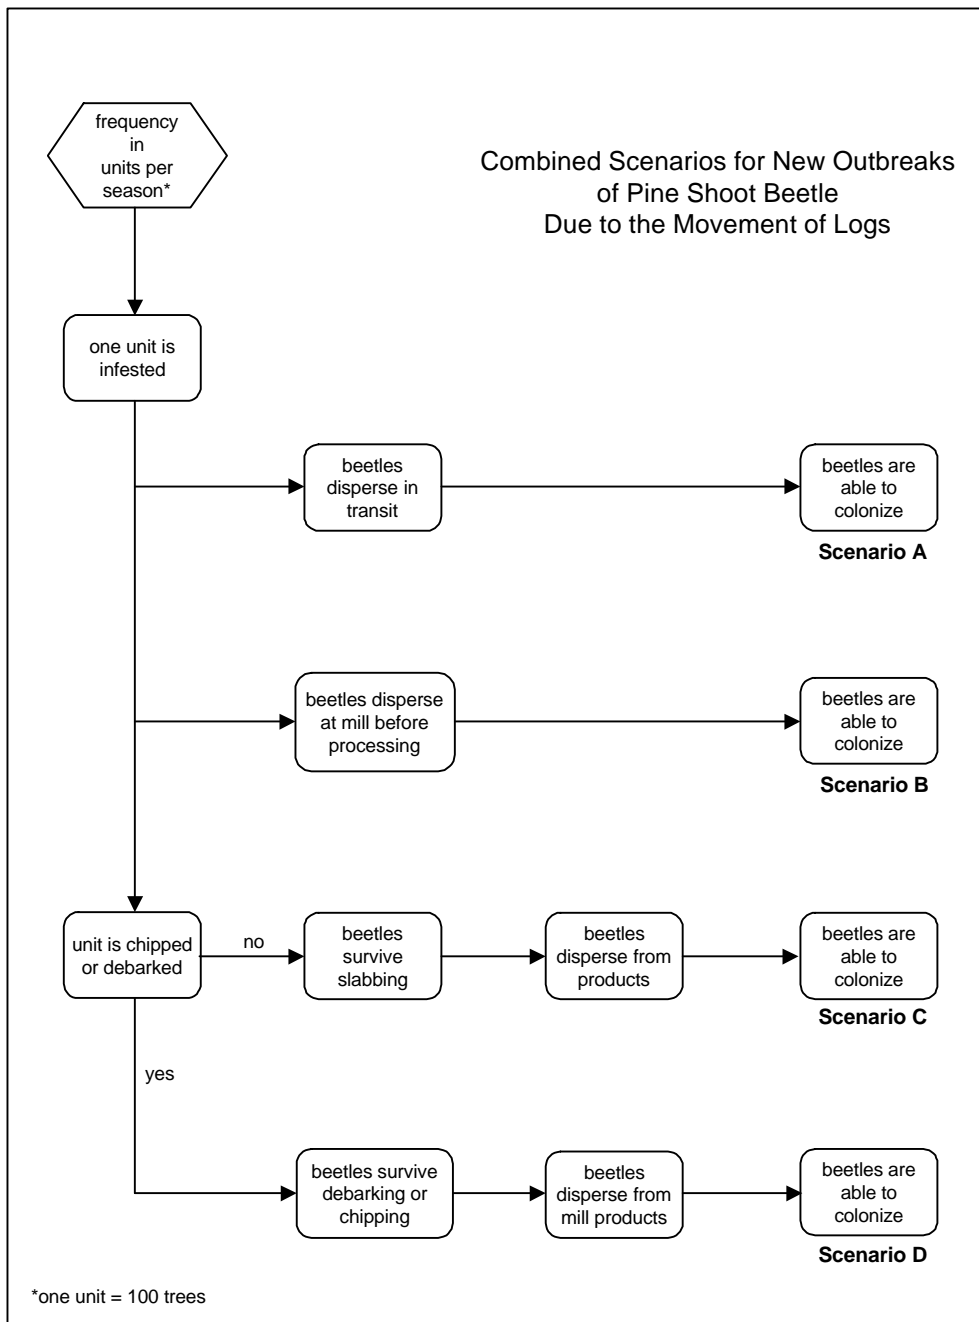 frequency
in
units per
season*
Combined Scenarios for New Outbreaks
of Pine Shoot Beetle
Due to the Movement of Logs
one unit is
infested
beetles
disperse in
transit
beetles are
able to
colonize
Scenario A
beetles disperse
at mill before
processing
beetles are
able to
colonize
Scenario B
unit is chipped
or debarked
no
beetles
survive
slabbing
beetles
disperse from
products
beetles are
able to
colonize
Scenario C
yes
beetles survive
debarking or
chipping
beetles
disperse from
mill products
beetles are
able to
colonize
Scenario D
*one unit = 100 trees